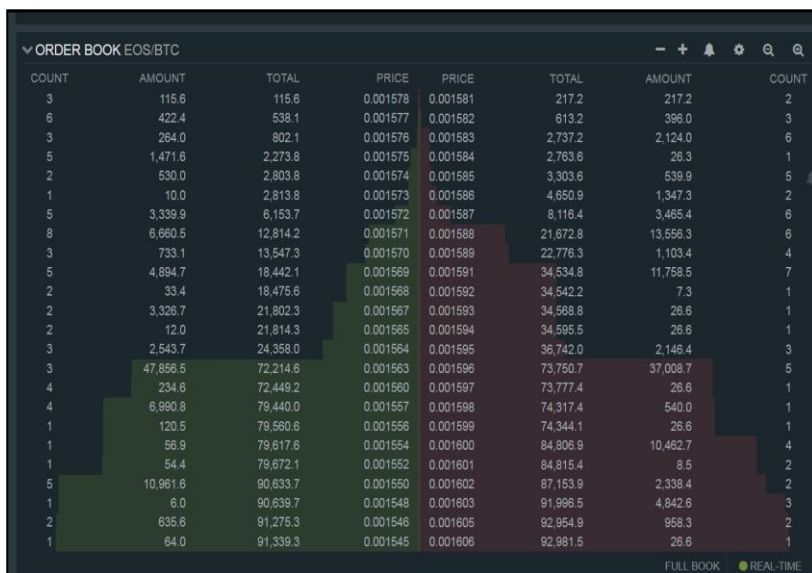 ORDER BOOK EOS/BTC
COUNT AMOUNT TOTAL PRICE PRICE TOTAL AMOUNT COUNT
3 115.6 115.6 0.001578 0.001581 217.2 217.2 2
6 422.4 538.1 0.001577 0.001582 613.2 396.0 3
3 264.0 802.1 0.001576 0.001583 2,737.2 2,124.0 6
5 1,471.6 2,273.8 0.001575 0.001584 2,763.6 26.3 1
2 530.0 2,803.8 0.001574 0.001585 3,303.6 539.9 5
1 10.0 2,813.8 0.001573 0.001586 4,650.9 1,347.3 2
5 3,339.9 6,153.7 0.001572 0.001587 8,116.4 3,465.4 6
8 6,660.5 12,814.2 0.001571 0.001588 21,672.8 13,556.3 6
3 733.1 13,547.3 0.001570 0.001589 22,776.3 1,103.4 4
5 4,894.7 18,442.1 0.001569 0.001591 34,534.8 11,758.5 7
2 33.4 18,475.6 0.001568 0.001592 34,542.2 7.3 1
2 3,326.7 21,802.3 0.001567 0.001593 34,568.8 26.6 1
2 12.0 21,814.3 0.001565 0.001594 34,595.5 26.6 1
3 2,543.7 24,358.0 0.001564 0.001595 36,742.0 2,146.4 3
3 47,856.5 72,214.6 0.001563 0.001596 73,750.7 37,008.7 5
4 234.6 72,449.2 0.001560 0.001597 73,777.4 26.6 1
4 6,990.8 79,440.0 0.001557 0.001598 74,317.4 540.0 1
1 120.5 79,560.6 0.001556 0.001599 74,344.1 26.6 1
1 56.9 79,617.6 0.001554 0.001600 84,806.9 10,462.7 4
1 54.4 79,672.1 0.001552 0.001601 84,815.4 8.5 2
5 10,961.6 90,633.7 0.001550 0.001602 87,153.9 2,338.4 2
1 6.0 90,639.7 0.001548 0.001603 91,996.5 4,842.6 3
2 635.6 91,275.3 0.001546 0.001605 92,954.9 958.3 2
1 64.0 91,339.3 0.001545 0.001606 92,981.5 26.6 1
FULL BOOK REAL-TIME